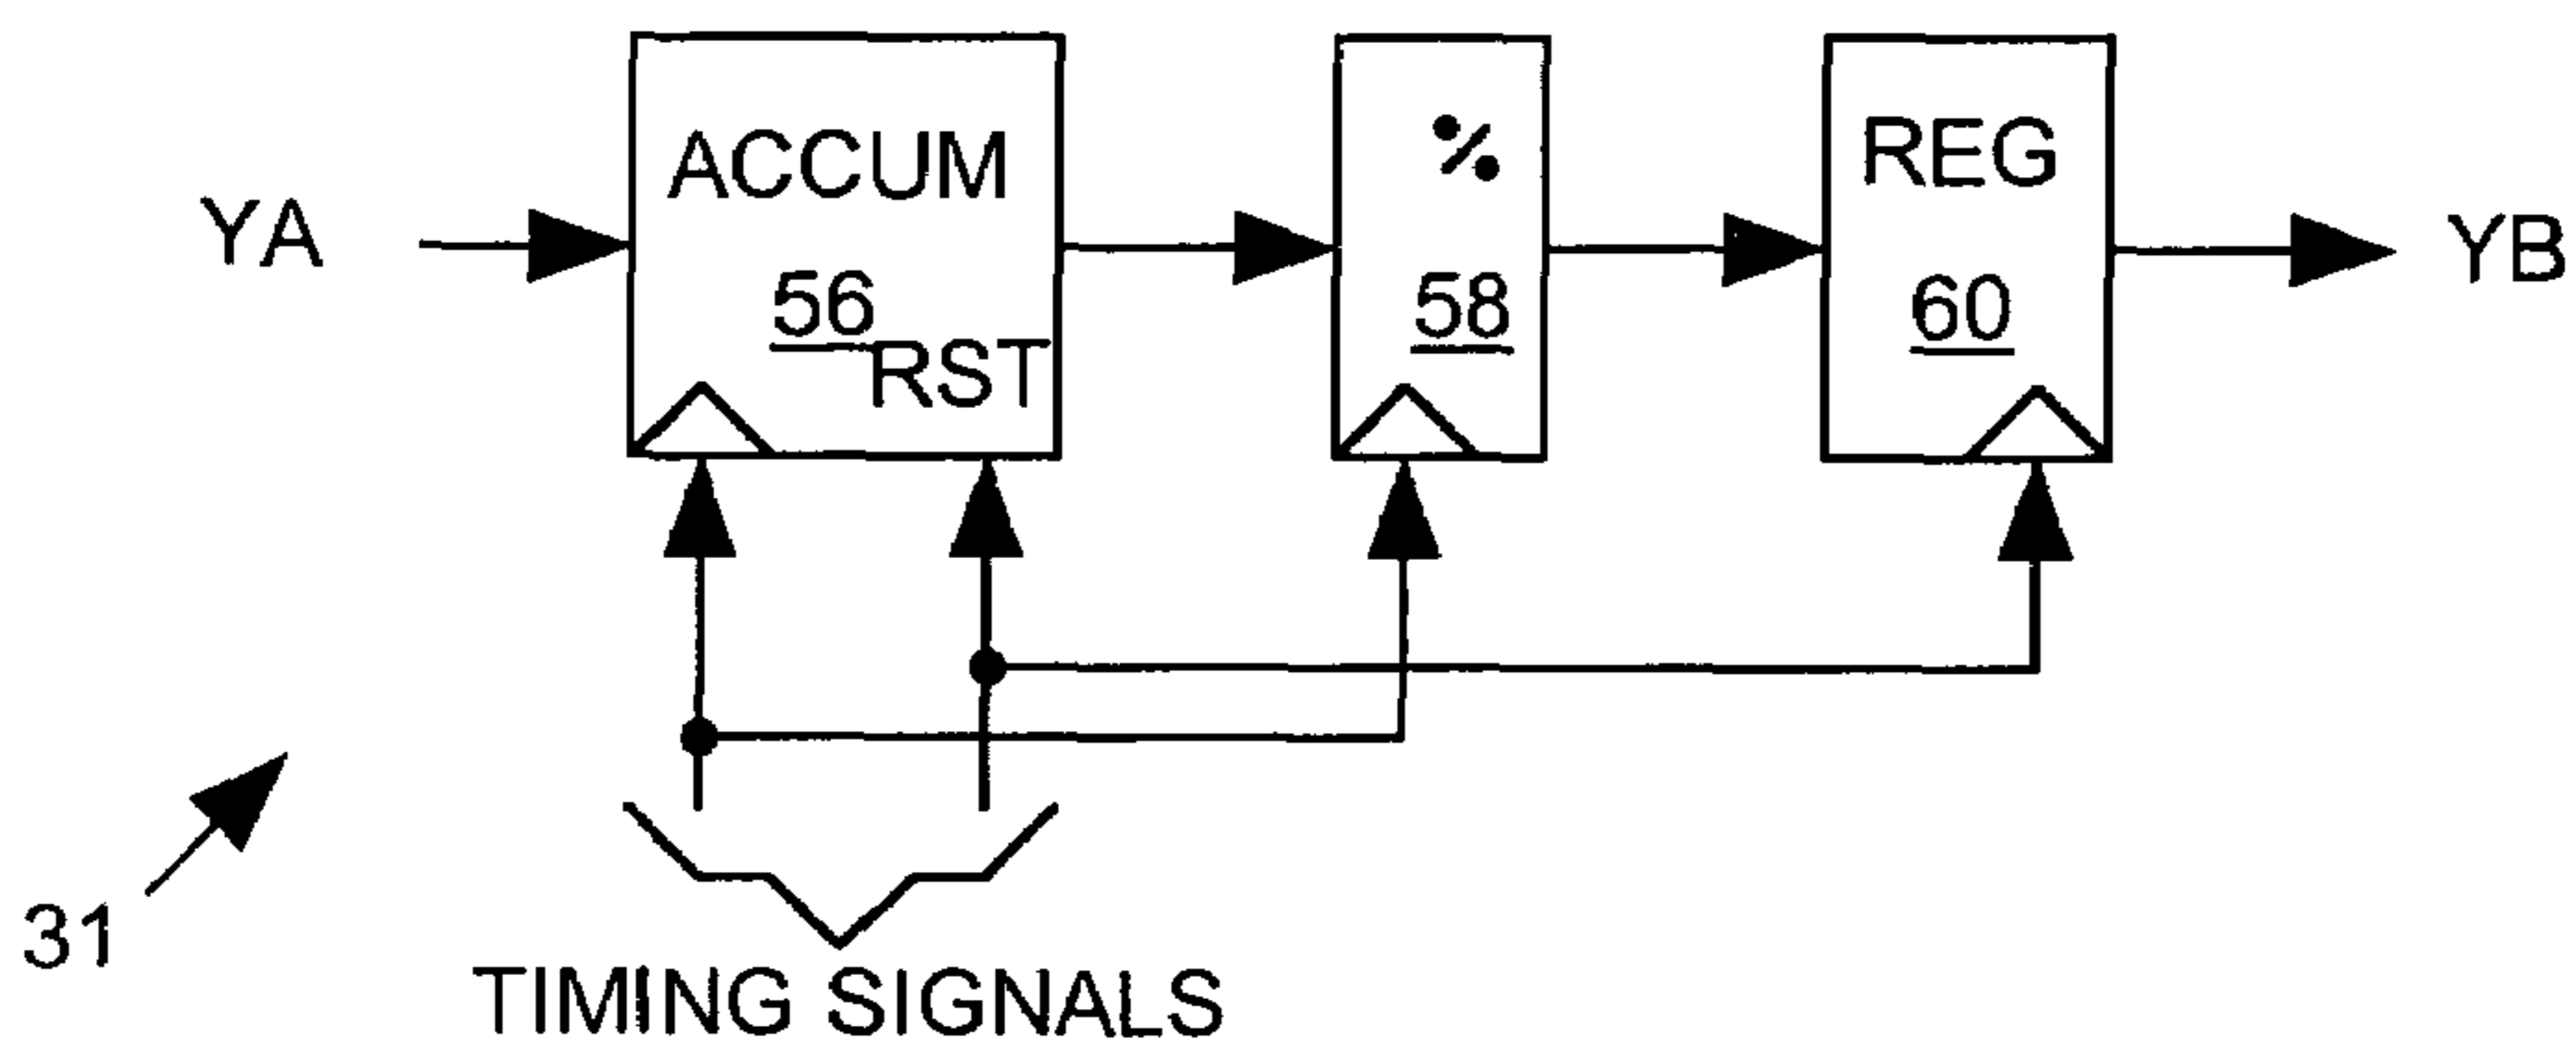 YA
ACCUM
56
RST
%
58
REG
60
YB
31
TIMING SIGNALS